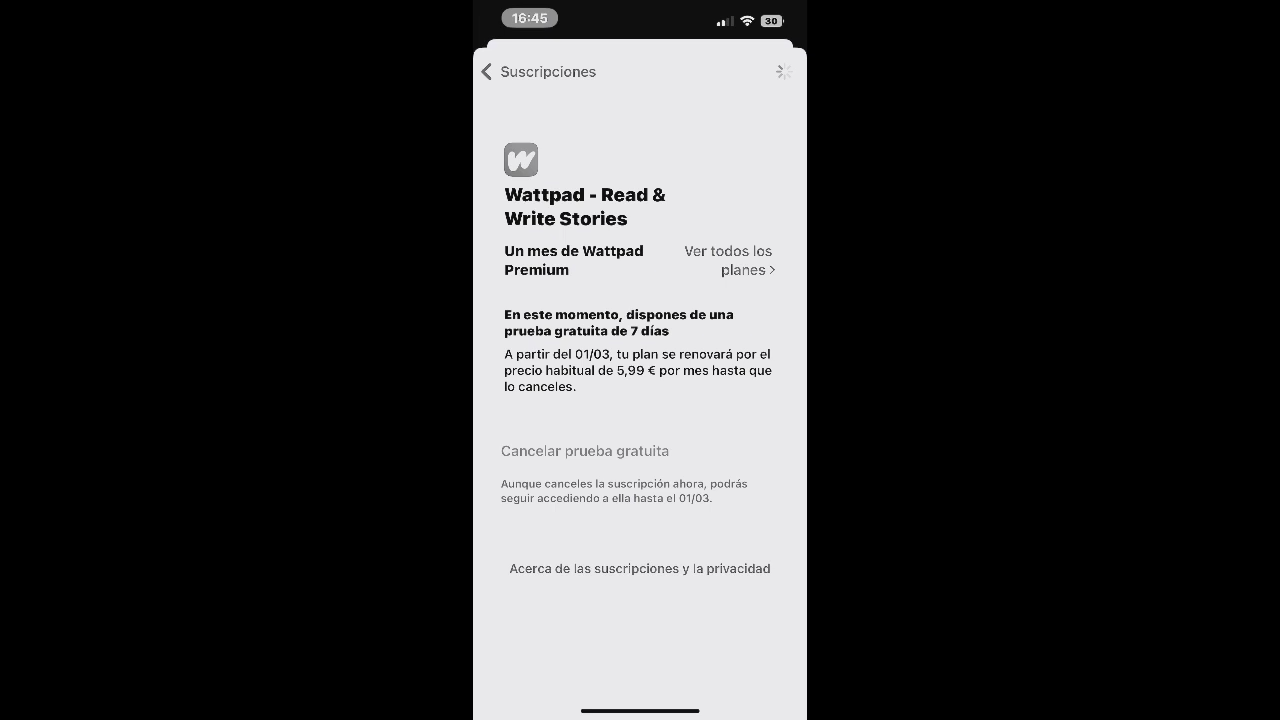 16:45
30
Suscripciones
Wattpad - Read &
Write Stories
Un mes de Wattpad
Premium
Ver todos los
planes >
En este momento, dispones de una
prueba gratuita de 7 días
A partir del 01/03, tu plan se renovará por el
precio habitual de 5,99 € por mes hasta que
lo canceles.
Cancelar prueba gratuita
Aunque canceles la suscripción ahora, podrás
seguir accediendo a ella hasta el 01/03.
Acerca de las suscripciones y la privacidad